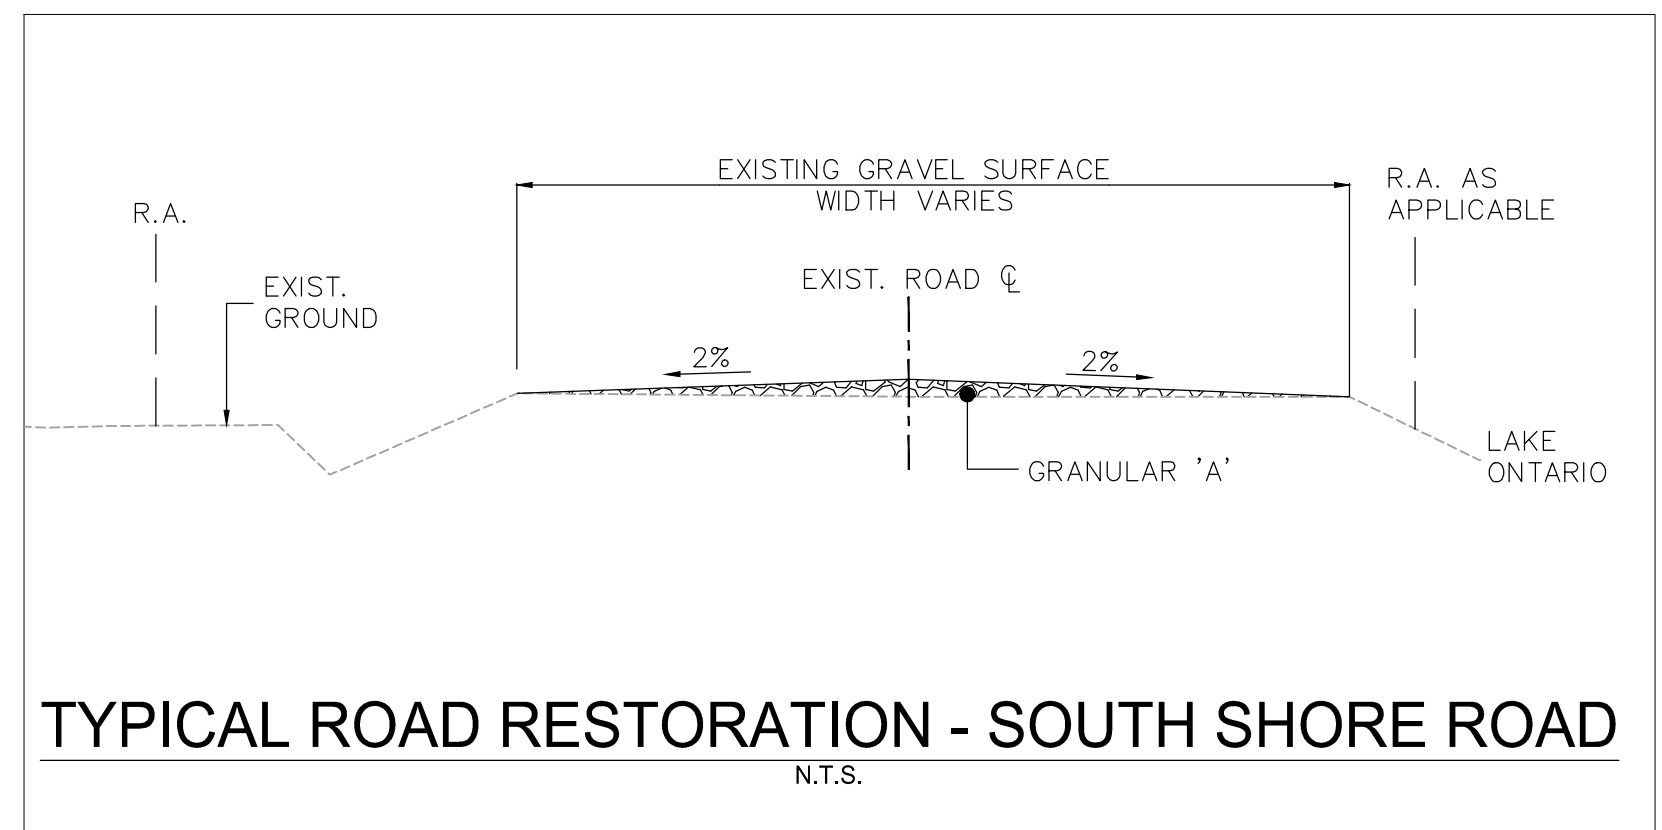 EXISTING GRAVEL SURFACE
WIDTH VARIES
R.A. AS
APPLICABLE
R.A.
EXIST.
GROUND
EXIST. ROAD ℄
2%
2%
GRANULAR 'A'
LAKE
ONTARIO
TYPICAL ROAD RESTORATION - SOUTH SHORE ROAD
N.T.S.